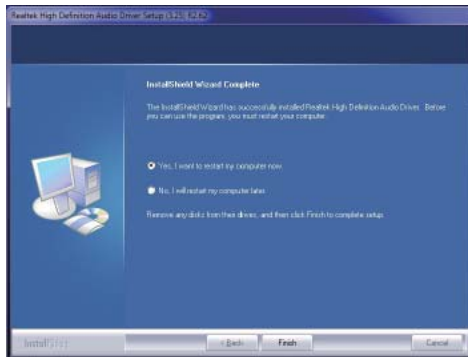 Realtek High Definition Audio Driver Setup (3.23)
InstallShield Wizard Complete
The InstallShield Wizard has successfully installed Realtek High Definition Audio Driver. Before
you can use the program, you must restart your computer.
Yes, I want to restart my computer now.
No, I will restart my computer later.
Remove any disks from their drives, and then click Finish to complete setup.
InstallShield
< Back
Finish
Cancel